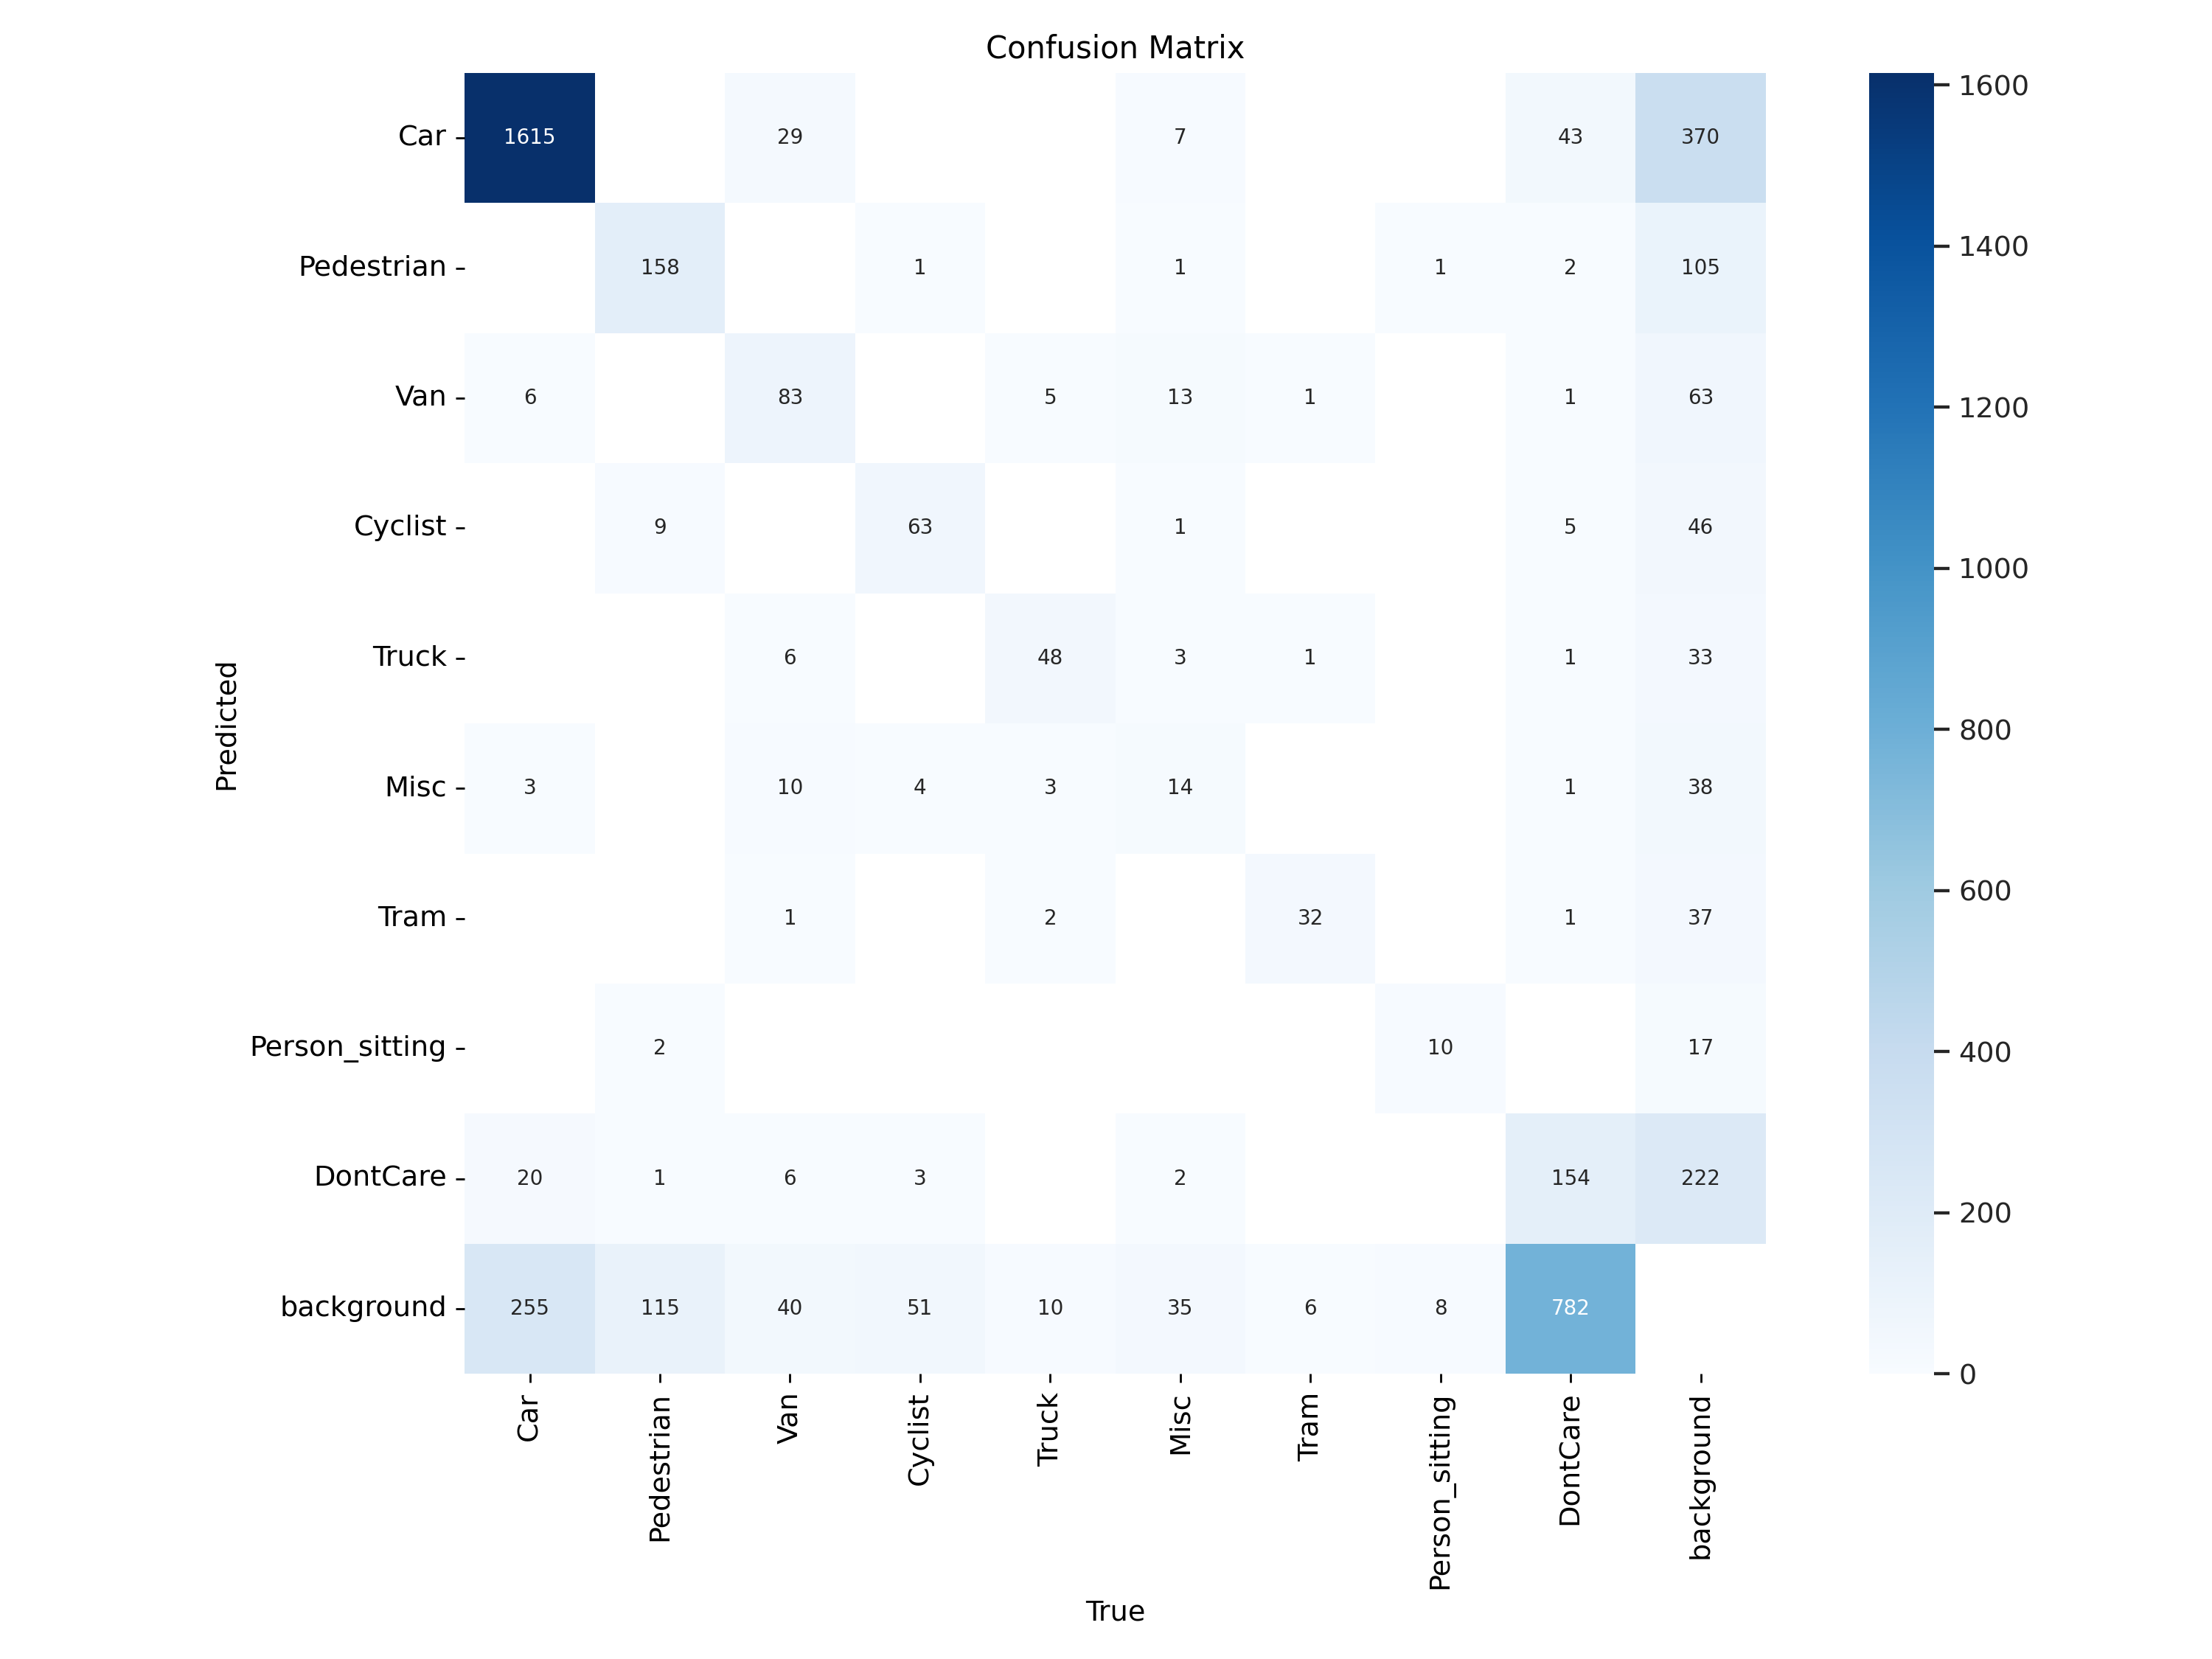 Confusion Matrix
Car 1615 29 7 43 370
Pedestrian 158 1 1 1 2 105
Van 6 83 5 13 1 1 63
Cyclist 9 63 1 5 46
Truck 6 48 3 1 1 33
Misc 3 10 4 3 14 1 38
Tram 1 2 32 1 37
Person_sitting 2 10 17
DontCare 20 1 6 3 2 154 222
background 255 115 40 51 10 35 6 8 782
Predicted
Car Pedestrian Van Cyclist Truck Misc Tram Person_sitting DontCare background
True
1600
1400
1200
1000
800
600
400
200
0